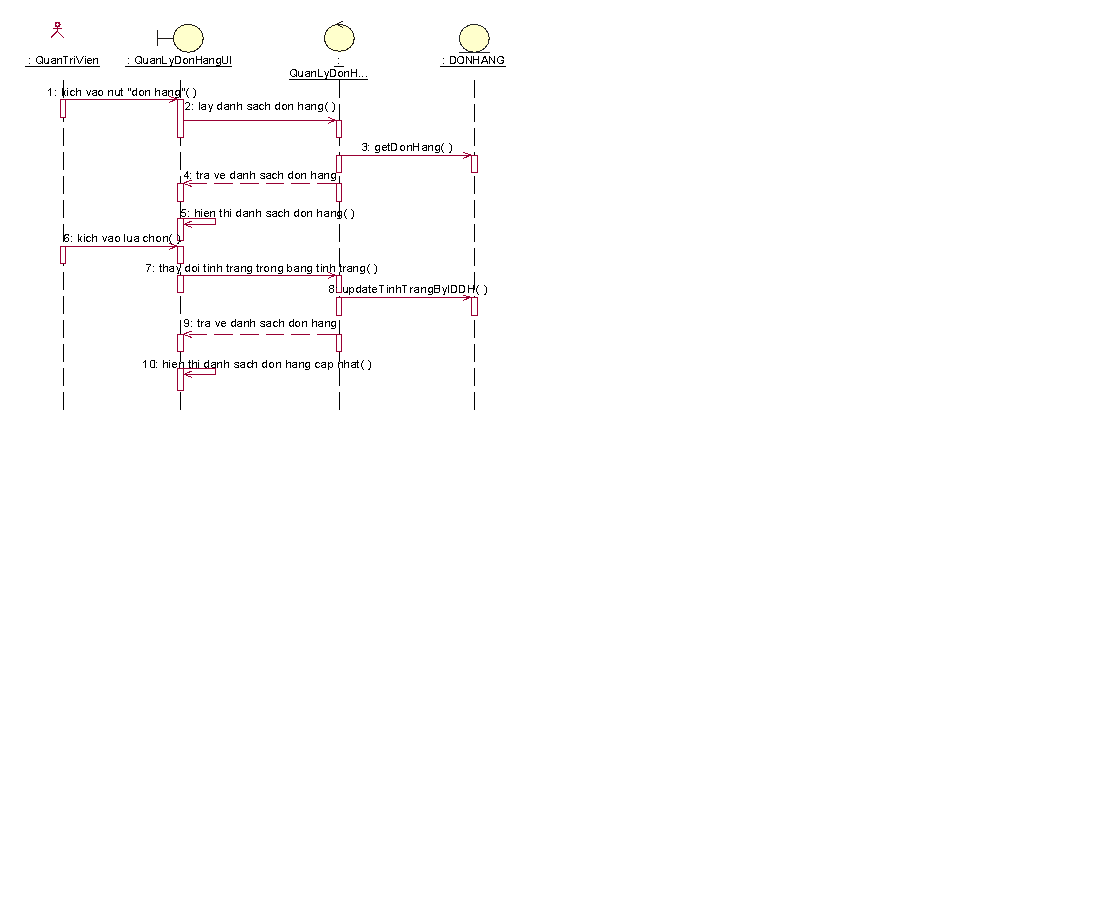 : QuanTriVien
: QuanLyDonHangUI
:
QuanLyDonH...
: DONHANG
1: kich vao nut "don hang"( )
2: lay danh sach don hang( )
3: getDonHang( )
4: tra ve danh sach don hang
5: hien thi danh sach don hang( )
6: kich vao lua chon( )
7: thay doi tinh trang trong bang tinh trang( )
8: updateTinhTrangByIDDH( )
9: tra ve danh sach don hang
10: hien thi danh sach don hang cap nhat( )